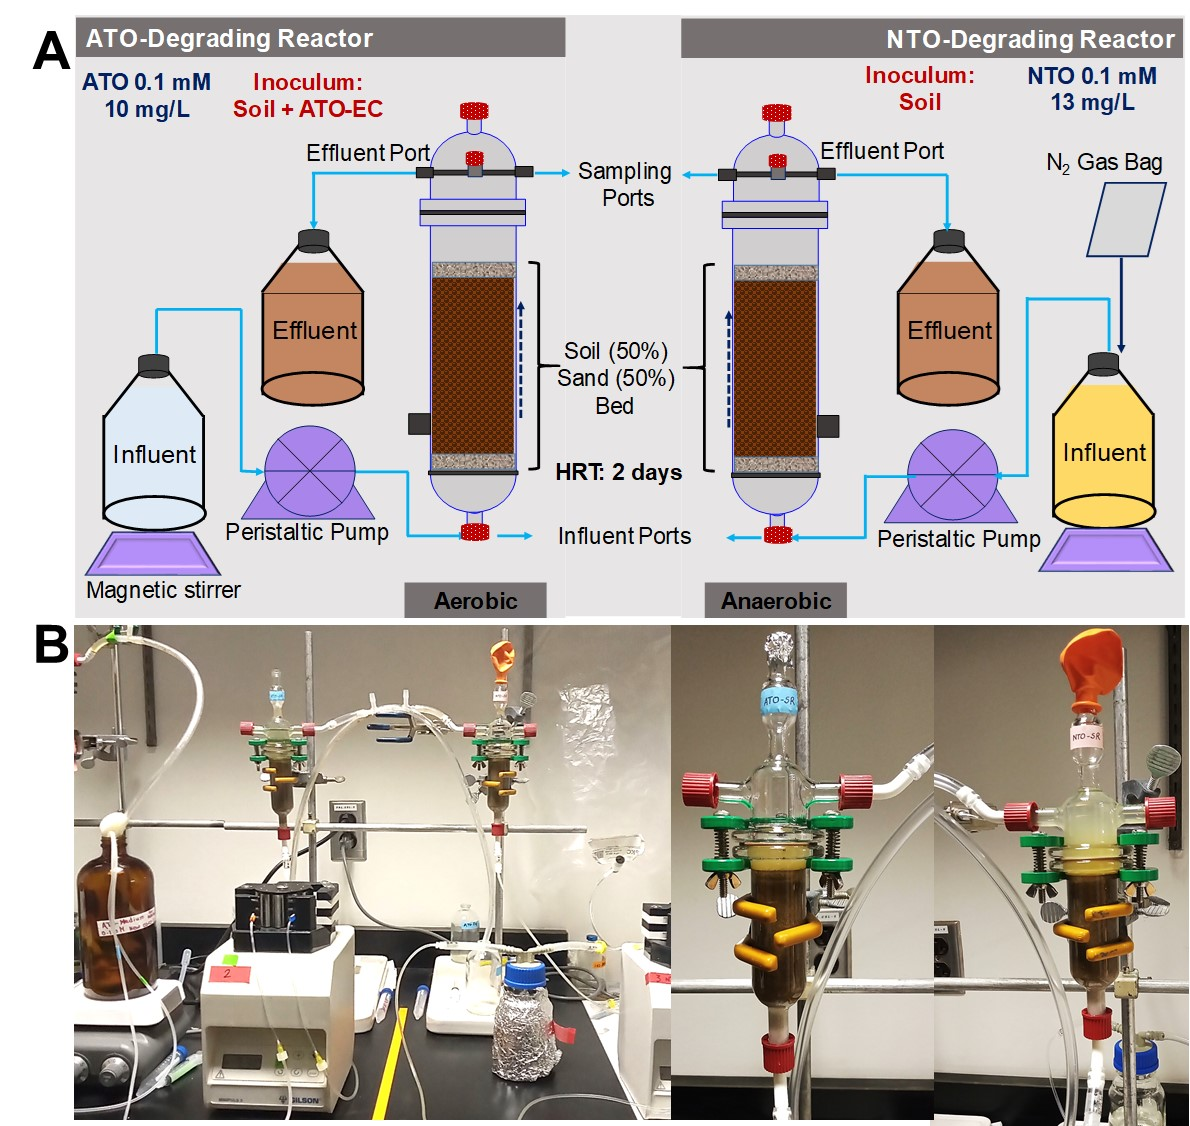 A
ATO-Degrading Reactor
NTO-Degrading Reactor
ATO 0.1 mM
10 mg/L
Inoculum:
Soil + ATO-EC
Inoculum:
Soil
NTO 0.1 mM
13 mg/L
Effluent Port
Sampling
Ports
Effluent Port
N2 Gas Bag
Effluent
Effluent
Influent
Influent
Soil (50%)
Sand (50%)
Bed
HRT: 2 days
Peristaltic Pump
Influent Ports
Peristaltic Pump
Magnetic stirrer
Aerobic
Anaerobic
B
2
GILSON
ATO-SR
NTO-SR